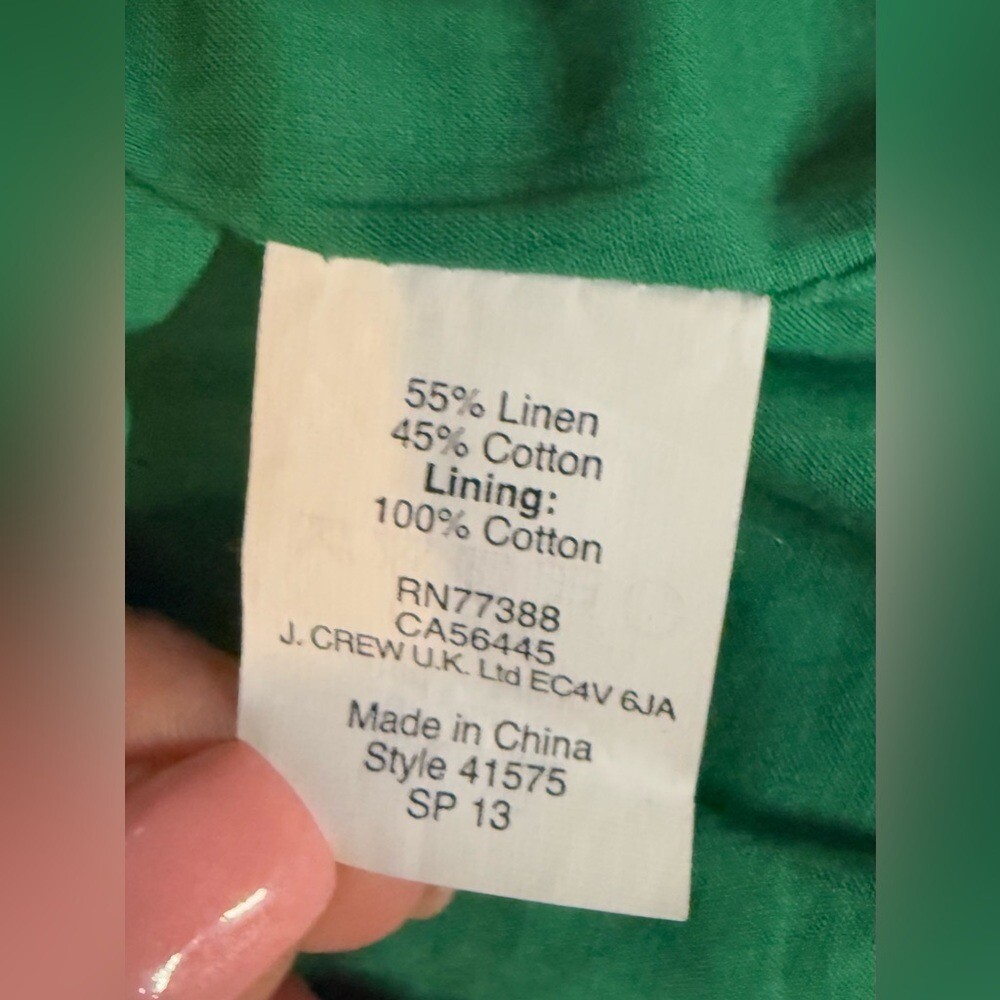 55% Linen
45% Cotton
Lining:
100% Cotton
RN77388
CA56445
J. CREW U.K. Ltd EC4V 6JA
Made in China
Style 41575
SP 13